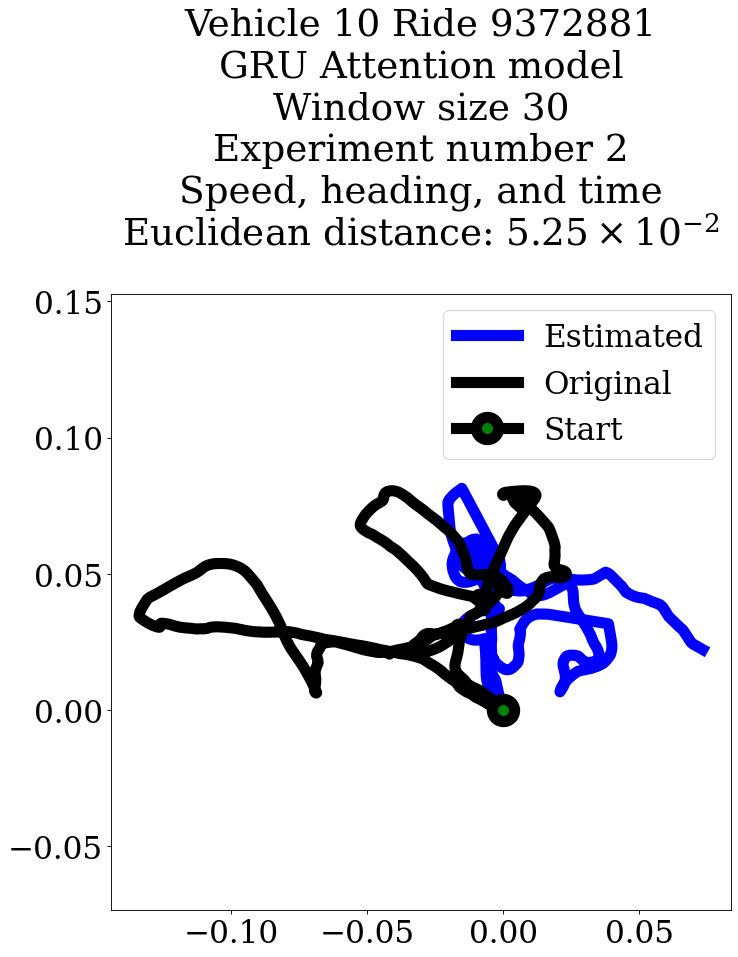 Vehicle 10 Ride 9372881
GRU Attention model
Window size 30
Experiment number 2
Speed, heading, and time
Euclidean distance: 5.25 × 10⁻²
0.15
0.10
0.05
0.00
−0.05
Estimated
Original
Start
−0.10
−0.05
0.00
0.05